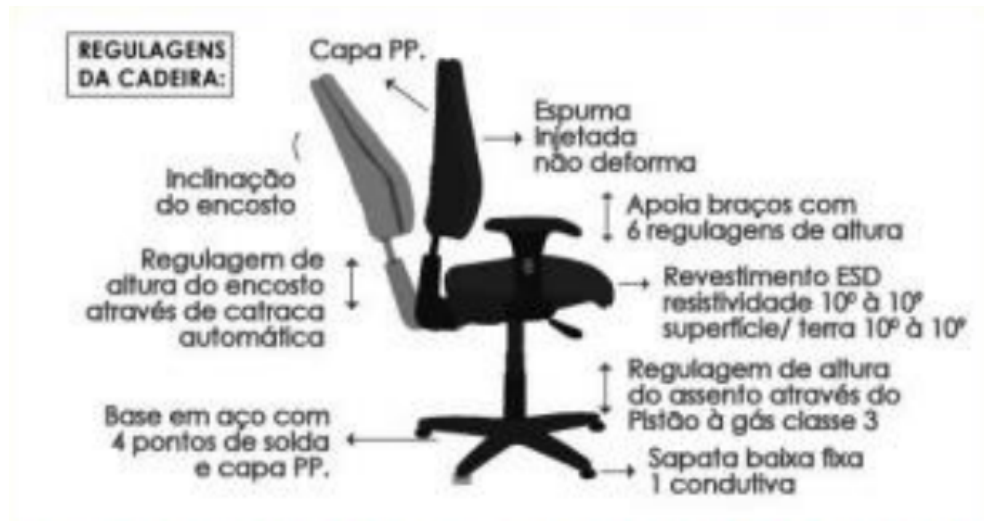 REGULAGENS
DA CADEIRA:
Capa PP.
Espuma
Injetada
não deforma
Inclinação
do encosto
Apoia braços com
6 regulagens de altura
Regulagem de
altura do encosto
através de catraca
automática
Revestimento ESD
resistividade
superfície/ terra
Regulagem de altura
do assento através do
Pistão à gás classe 3
Base em aço com
4 pontos de solda
e capa PP.
Sapata baixa fixa
1 condutiva